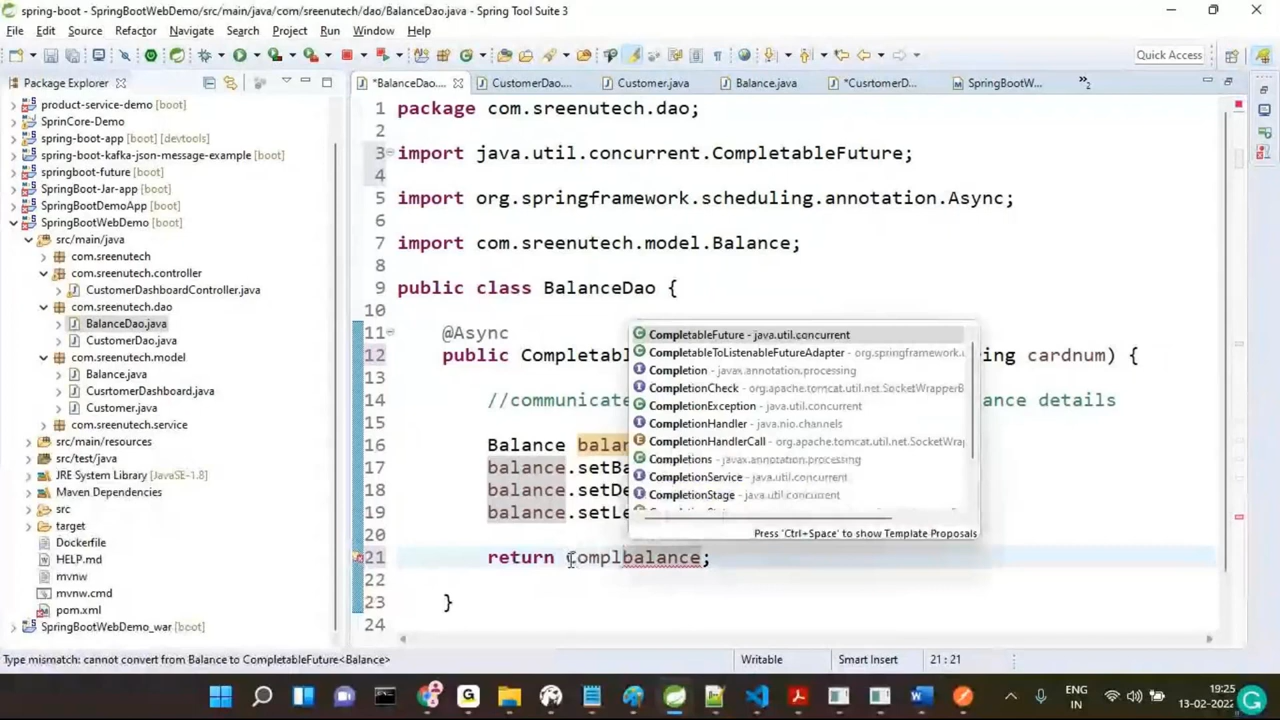 spring-boot - SpringBootWebDemo/src/main/java/com/sreenutech/dao/BalanceDao.java - Spring Tool Suite 3
File Edit Source Refactor Navigate Search Project Run Window Help
Quick Access
Package Explorer
*BalanceDao.... CustomerDao.... Customer.java Balance.java *CusrtomerD... SpringBootW... »2
product-service-demo [boot]
SprinCore-Demo
spring-boot-app [boot] [devtools]
spring-boot-kafka-json-message-example [boot]
springboot-future [boot]
SpringBoot-Jar-app [boot]
SpringBootDemoApp [boot]
SpringBootWebDemo [boot]
src/main/java
com.sreenutech
com.sreenutech.controller
CustomerDashboardController.java
com.sreenutech.dao
BalanceDao.java
CustomerDao.java
com.sreenutech.model
Balance.java
CusrtomerDashboard.java
Customer.java
com.sreenutech.service
src/main/resources
src/test/java
JRE System Library [JavaSE-1.8]
Maven Dependencies
src
target
Dockerfile
HELP.md
mvnw
mvnw.cmd
pom.xml
SpringBootWebDemo_war [boot]
1 package com.sreenutech.dao;
2
3 import java.util.concurrent.CompletableFuture;
4
5 import org.springframework.scheduling.annotation.Async;
6
7 import com.sreenutech.model.Balance;
8
9 public class BalanceDao {
10
11 @Async
12 public Completabl ing cardnum) {
13
14 //communicate ance details
15
16 Balance balan
17 balance.setBa
18 balance.setDe
19 balance.setLe
20
21 return Complbalance;
22
23 }
24
CompletableFuture - java.util.concurrent
CompletableToListenableFutureAdapter - org.springframework.u
Completion - javax.annotation.processing
CompletionCheck - org.apache.tomcat.util.net.SocketWrapperB
CompletionException - java.util.concurrent
CompletionHandler - java.nio.channels
CompletionHandlerCall - org.apache.tomcat.util.net.SocketWrap
Completions - javax.annotation.processing
CompletionService - java.util.concurrent
CompletionStage - java.util.concurrent
Press 'Ctrl+Space' to show Template Proposals
Type mismatch: cannot convert from Balance to CompletableFuture<Balance> Writable Smart Insert 21 : 21
ENG
IN
19:25
13-02-2022